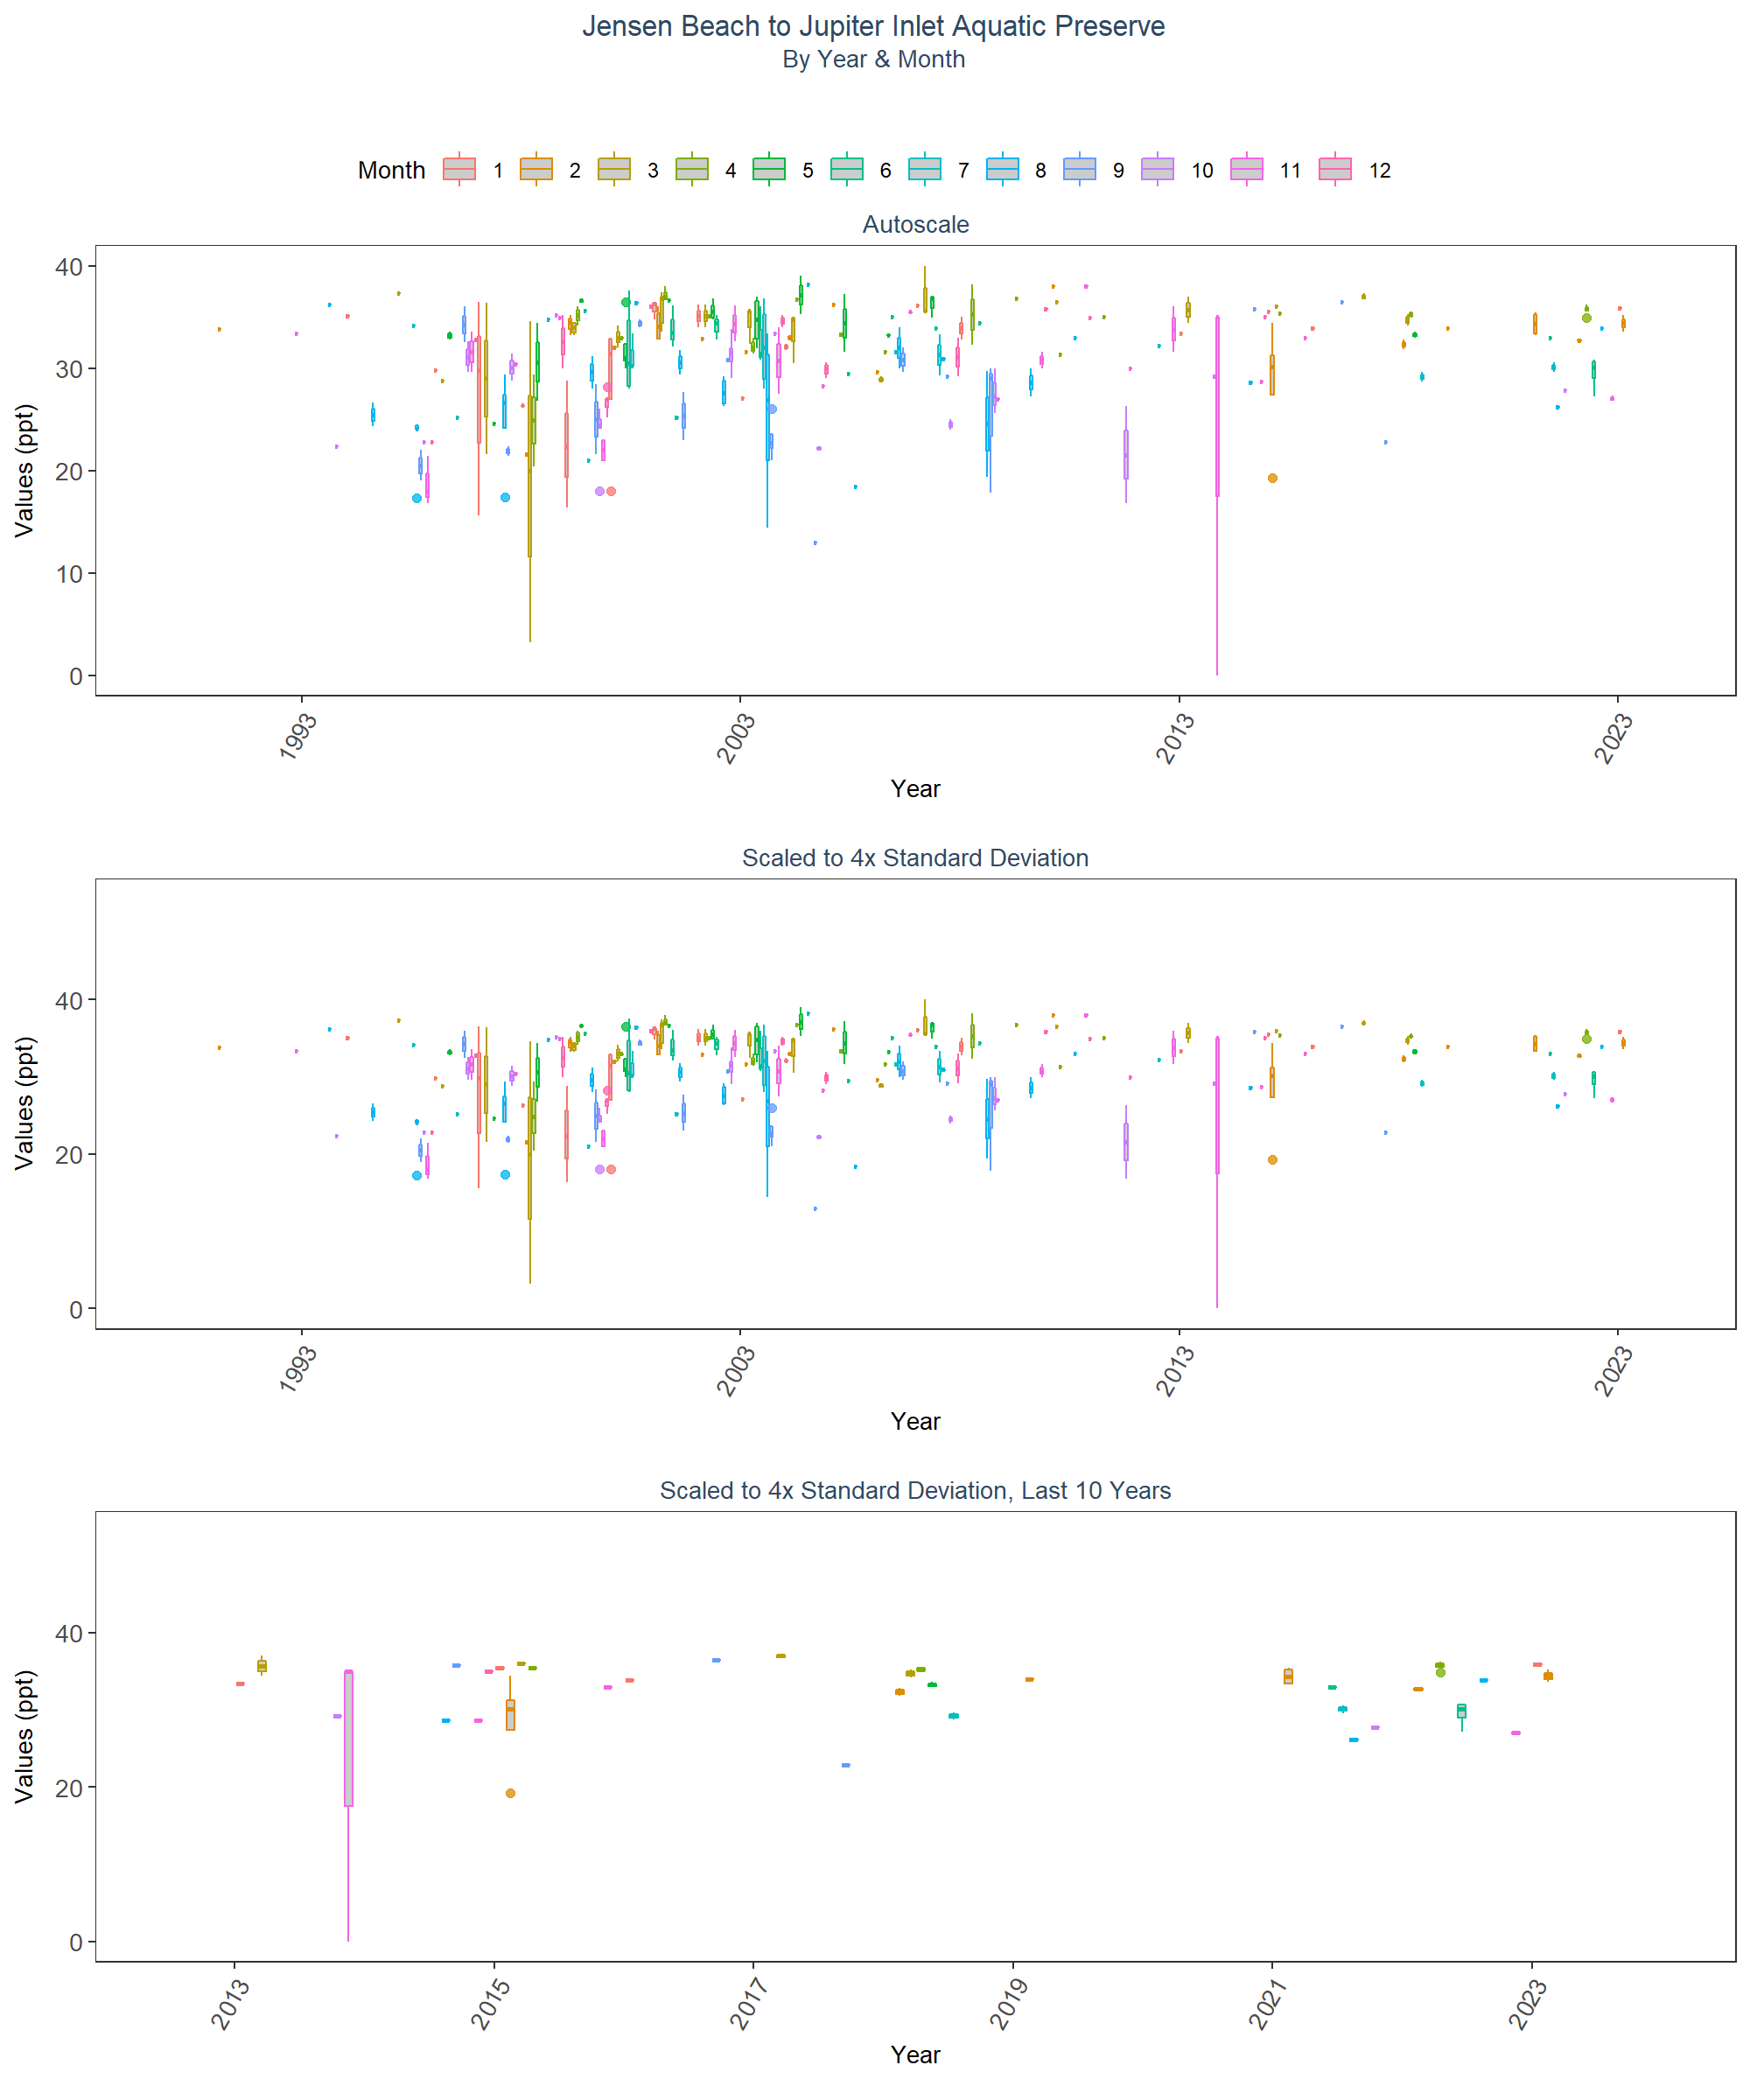 Jensen Beach to Jupiter Inlet Aquatic Preserve
By Year & Month
Month 1 2 3 4 5 6 7 8 9 10 11 12
Autoscale
Values (ppt)
40
30
20
10
0
1993 2003 2013 2023
Year
Scaled to 4x Standard Deviation
Values (ppt)
40
20
0
1993 2003 2013 2023
Year
Scaled to 4x Standard Deviation, Last 10 Years
Values (ppt)
40
20
0
2013 2015 2017 2019 2021 2023
Year